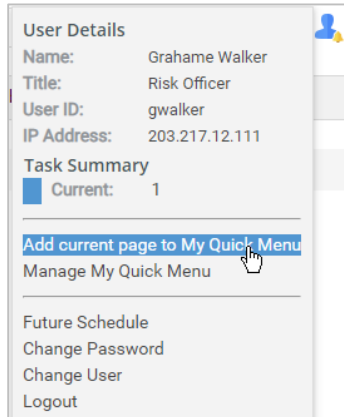 User Details
Name: Grahame Walker
Title: Risk Officer
User ID: gwalker
IP Address: 203.217.12.111
Task Summary
Current: 1
Add current page to My Quick Menu
Manage My Quick Menu
Future Schedule
Change Password
Change User
Logout